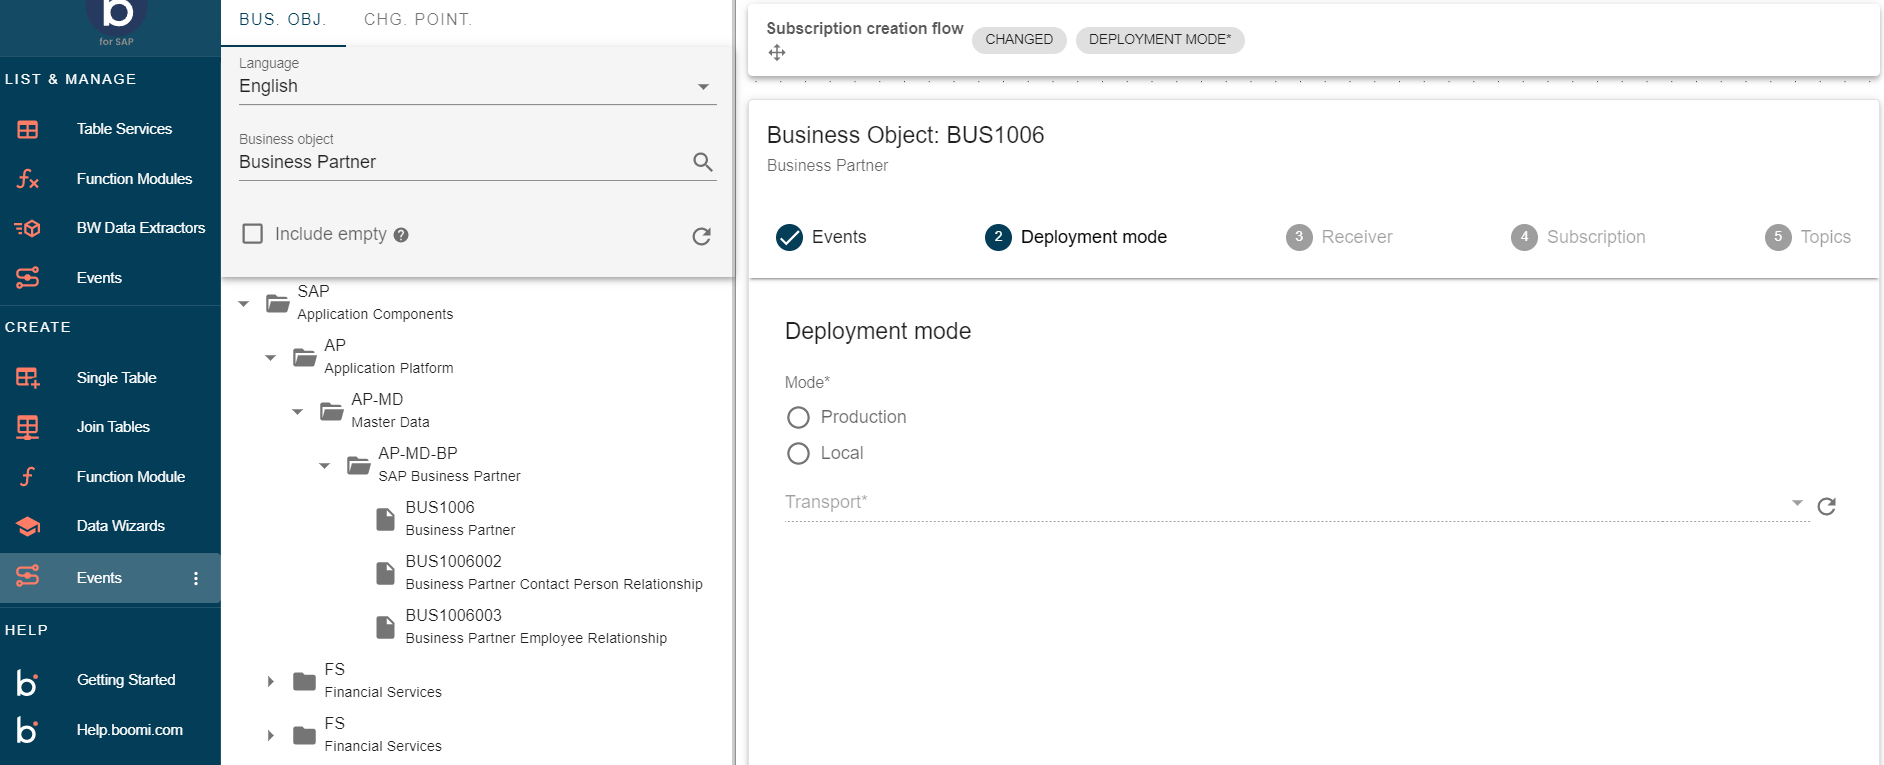 b
for SAP
LIST & MANAGE
Table Services
Function Modules
BW Data Extractors
Events
CREATE
Single Table
Join Tables
Function Module
Data Wizards
Events
HELP
b
Getting Started
b
Help.boomi.com
BUS. OBJ.
CHG. POINT.
Language
English
Business object
Business Partner
Include empty ?
SAP
Application Components
AP
Application Platform
AP-MD
Master Data
AP-MD-BP
SAP Business Partner
BUS1006
Business Partner
BUS1006002
Business Partner Contact Person Relationship
BUS1006003
Business Partner Employee Relationship
FS
Financial Services
FS
Financial Services
Subscription creation flow
CHANGED
DEPLOYMENT MODE*
Business Object: BUS1006
Business Partner
Events
2 Deployment mode
3 Receiver
4 Subscription
5 Topics
Deployment mode
Mode*
Production
Local
Transport*